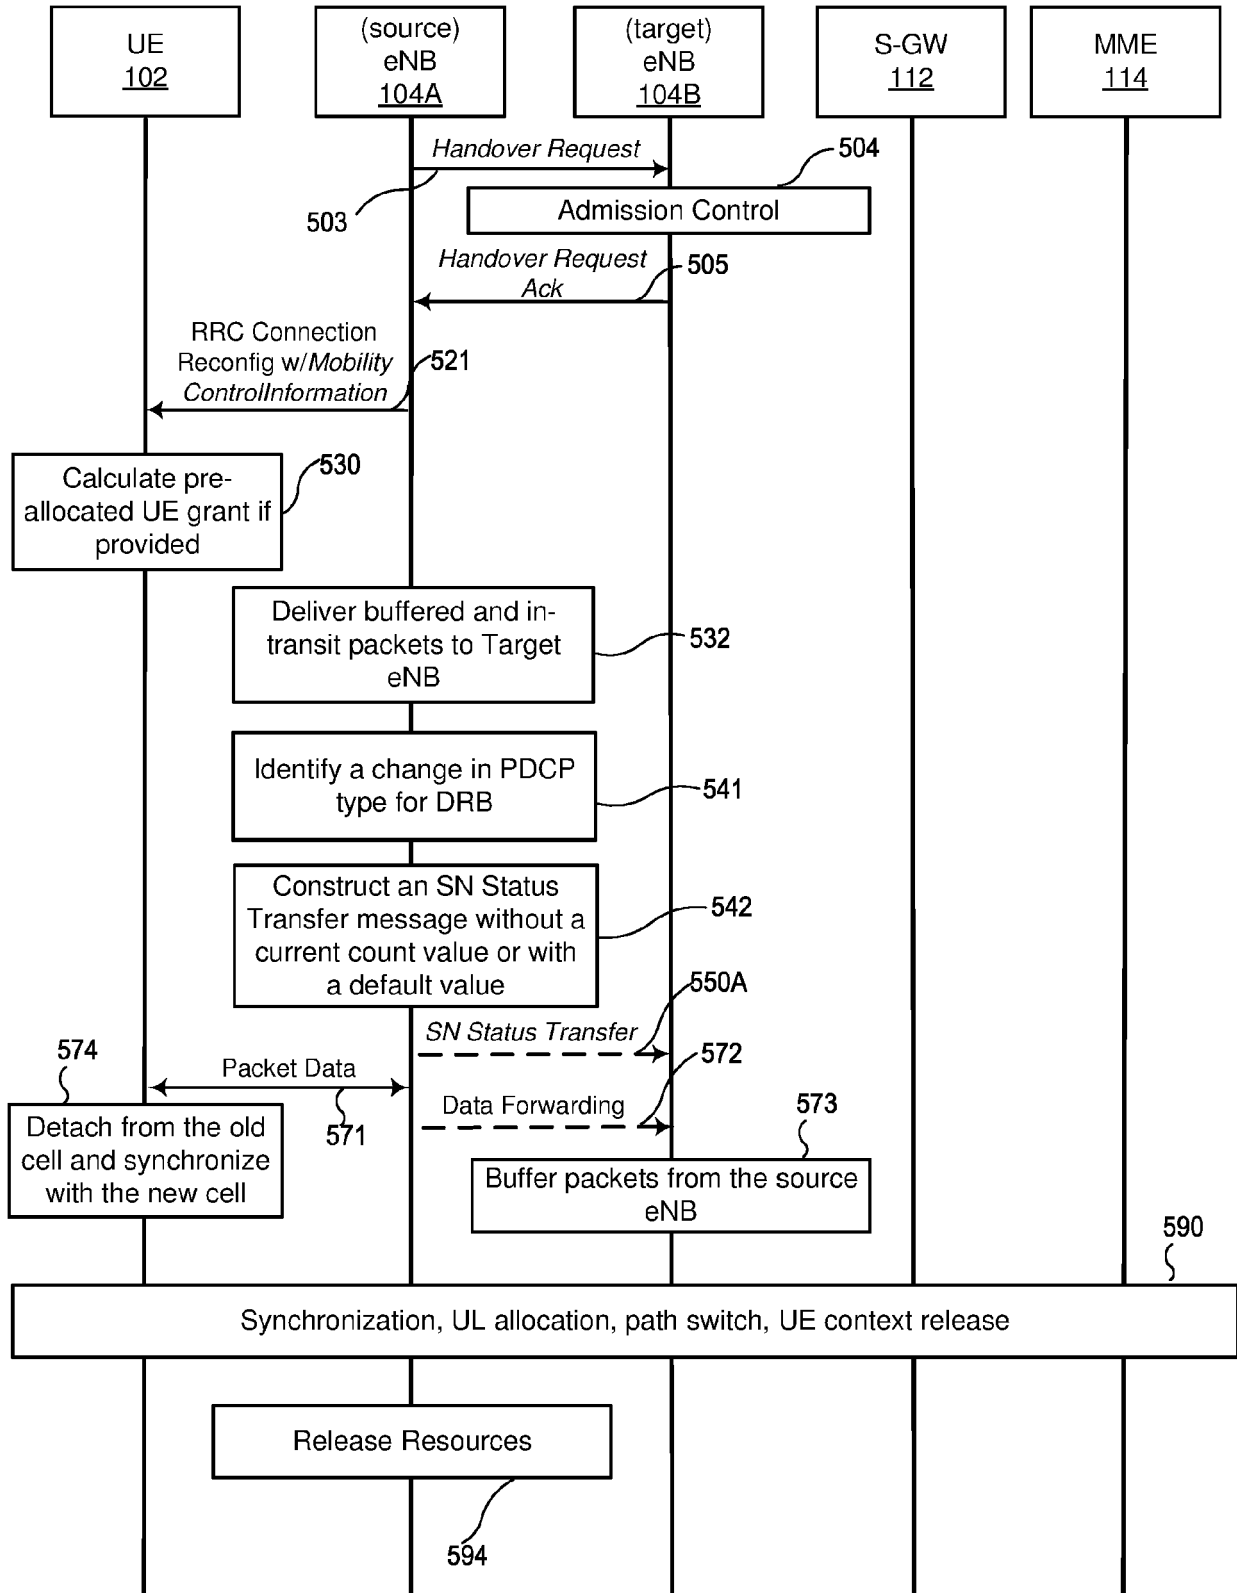 UE
102
(source)
eNB
104A
(target)
eNB
104B
S-GW
112
MME
114
Handover Request
503
504
Admission Control
Handover Request
Ack
505
RRC Connection
Reconfig w/Mobility
ControlInformation
521
Calculate pre-
allocated UE grant if
provided
530
Deliver buffered and in-
transit packets to Target
eNB
532
Identify a change in PDCP
type for DRB
541
Construct an SN Status
Transfer message without a
current count value or with
a default value
542
550A
SN Status Transfer
572
574
Packet Data
571
Data Forwarding
573
Detach from the old
cell and synchronize
with the new cell
Buffer packets from the source
eNB
590
Synchronization, UL allocation, path switch, UE context release
Release Resources
594